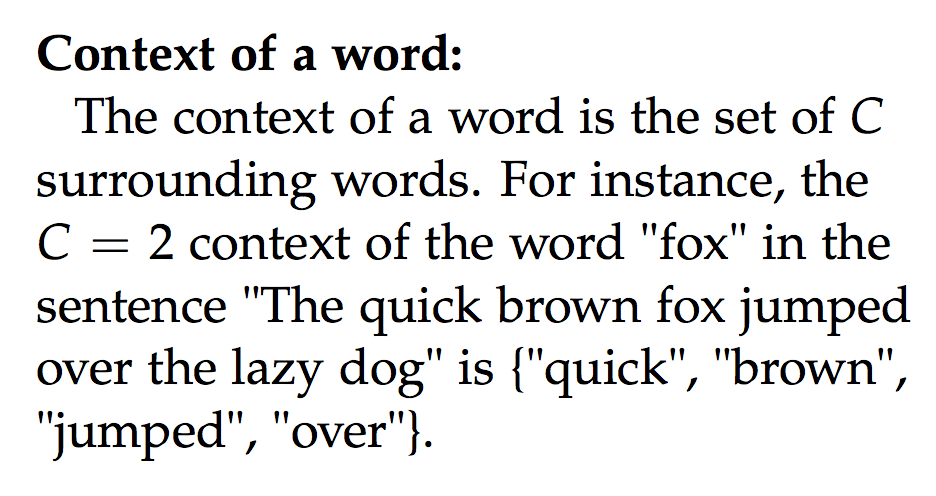 Context of a word:
The context of a word is the set of C
surrounding words. For instance, the
C = 2 context of the word "fox" in the
sentence "The quick brown fox jumped
over the lazy dog" is {"quick", "brown",
"jumped", "over"}.